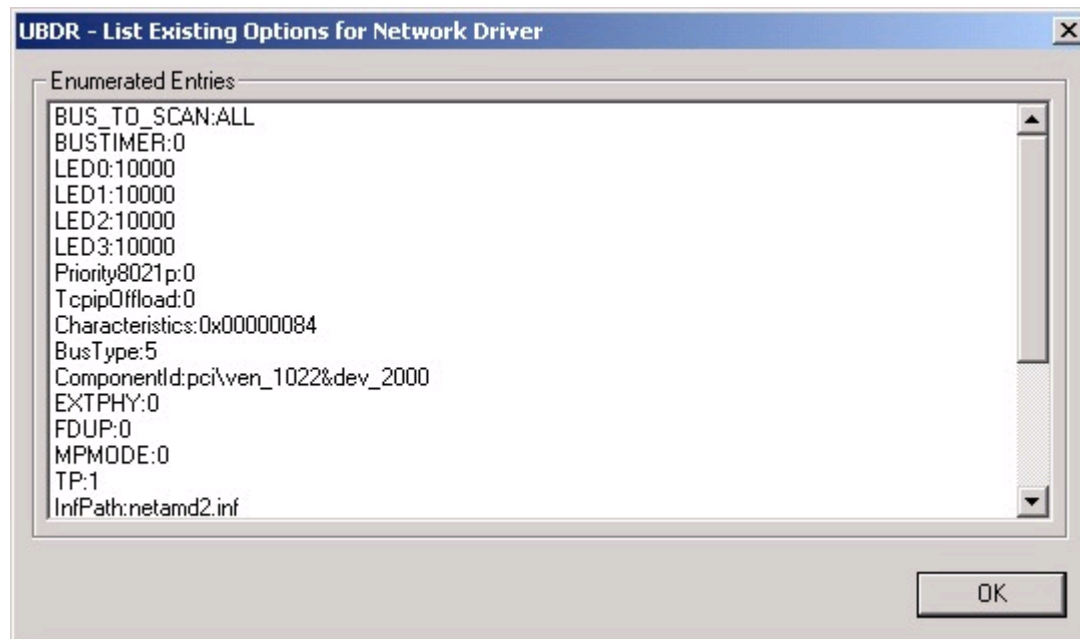 UBDR - List Existing Options for Network Driver
Enumerated Entries
BUS_TO_SCAN:ALL
BUSTIMER:0
LED0:10000
LED1:10000
LED2:10000
LED3:10000
Priority8021p:0
TcpipOffload:0
Characteristics:0x00000084
BusType:5
ComponentId:pci\ven_1022&dev_2000
EXTPHY:0
FDUP:0
MPMODE:0
TP:1
InfPath:netamd2.inf
OK